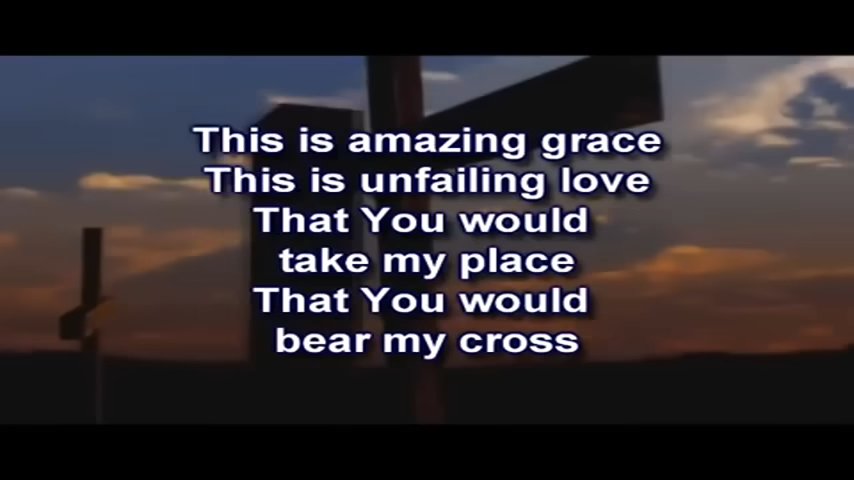 This is amazing grace
This is unfailing love
That You would
take my place
That You would
bear my cross